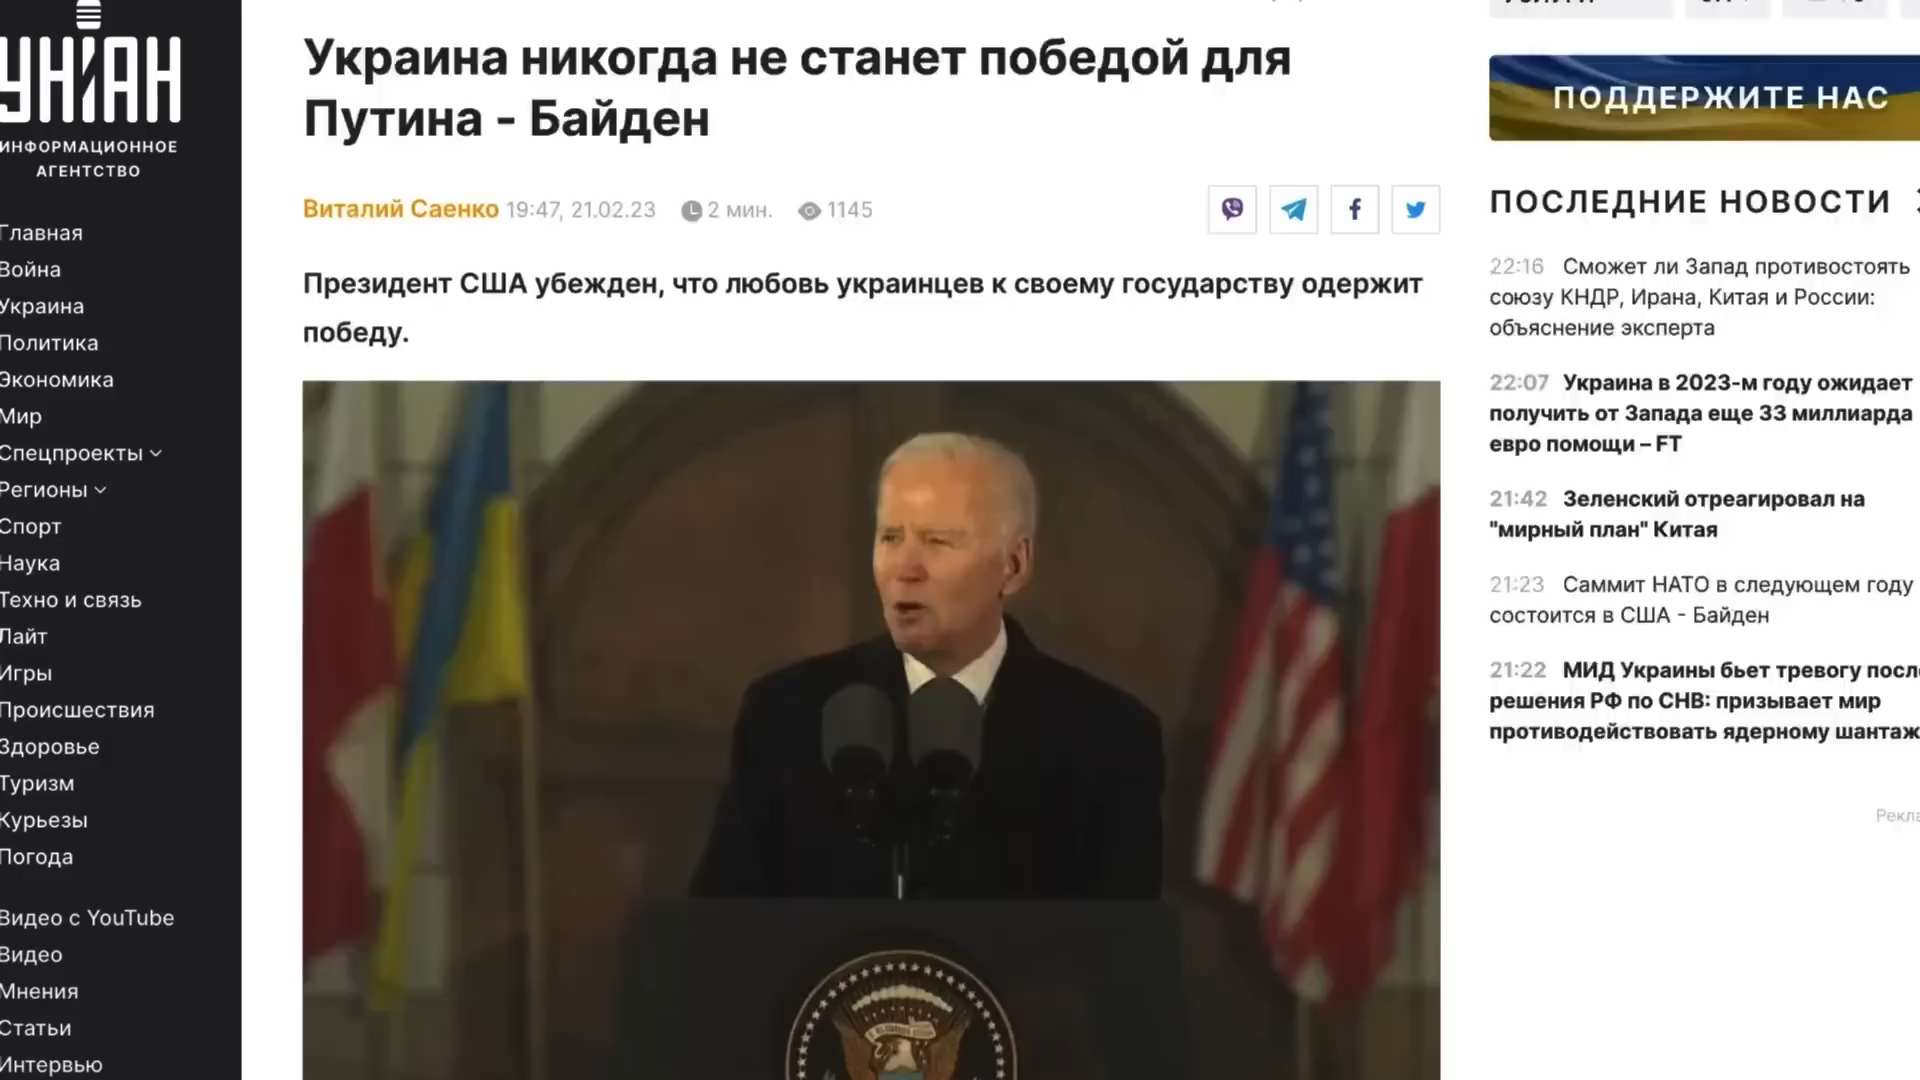 УНІАН
ИНФОРМАЦИОННОЕ
АГЕНТСТВО
Главная
Война
Украина
Политика
Экономика
Мир
Спецпроекты
Регионы
Спорт
Наука
Техно и связь
Лайт
Игры
Происшествия
Здоровье
Туризм
Курьезы
Погода
Видео с YouTube
Видео
Мнения
Статьи
Интервью
Украина никогда не станет победой для
Путина - Байден
Виталий Саенко 19:47, 21.02.23 2 мин. 1145
Президент США убежден, что любовь украинцев к своему государству одержит
победу.
ПОДДЕРЖИТЕ НАС
ПОСЛЕДНИЕ НОВОСТИ
22:16 Сможет ли Запад противостоять
союзу КНДР, Ирана, Китая и России:
объяснение эксперта
22:07 Украина в 2023-м году ожидает
получить от Запада еще 33 миллиарда
евро помощи – FT
21:42 Зеленский отреагировал на
"мирный план" Китая
21:23 Саммит НАТО в следующем году
состоится в США - Байден
21:22 МИД Украины бьет тревогу после
решения РФ по СНВ: призывает мир
противодействовать ядерному шантаж
Рекла